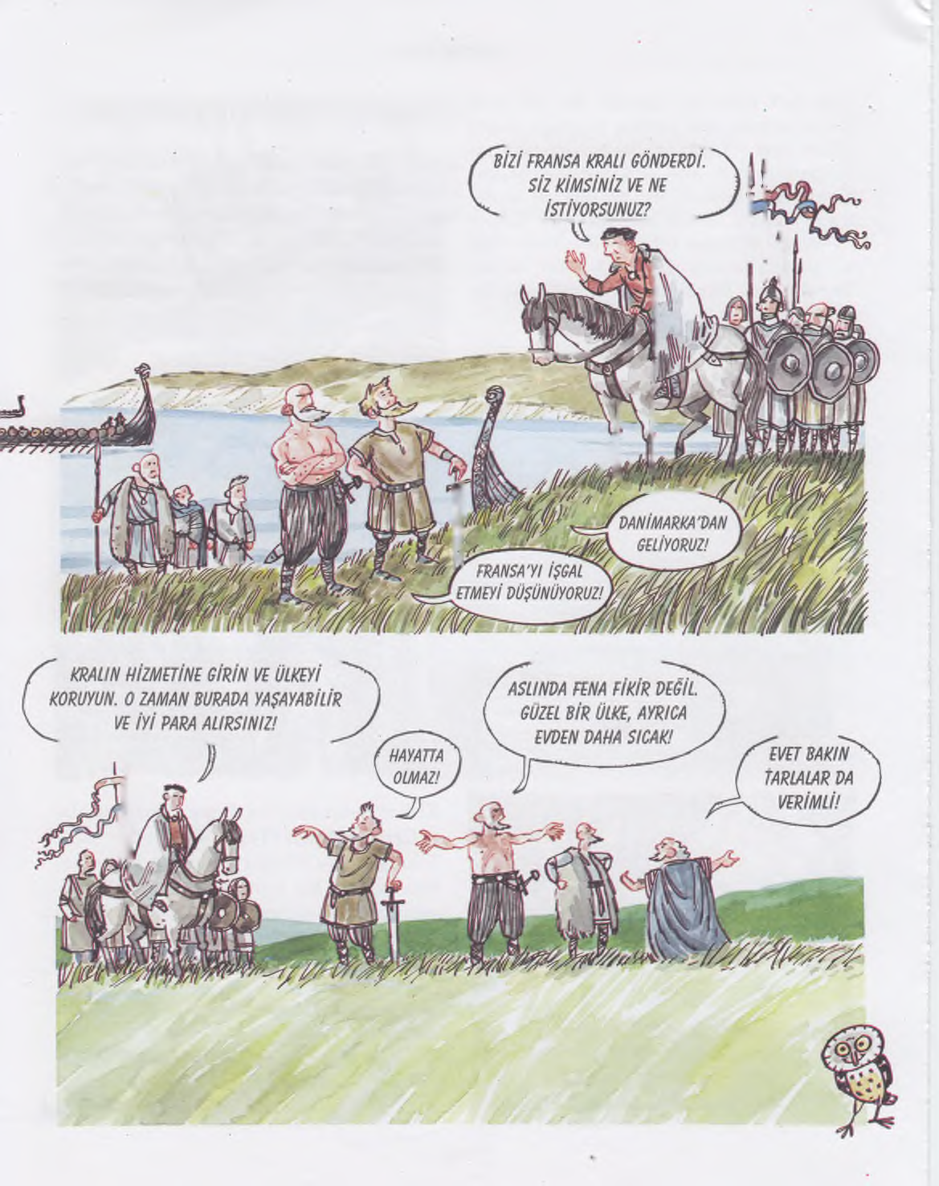 BİZİ FRANSA KRALI GÖNDERDİ.
SİZ KİMSİNİZ VE NE
İSTİYORSUNUZ?
DANİMARKA'DAN
GELİYORUZ!
FRANSA'YI İŞGAL
ETMEYİ DÜŞÜNÜYORUZ!
KRALIN HİZMETİNE GİRİN VE ÜLKEYİ
KORUYUN. O ZAMAN BURADA YAŞAYABİLİR
VE İYİ PARA ALIRSINIZ!
HAYATTA
OLMAZ!
ASLINDA FENA FİKİR DEĞİL.
GÜZEL BİR ÜLKE, AYRICA
EVDEN DAHA SICAK!
EVET BAKIN
TARLALAR DA
VERİMLİ!